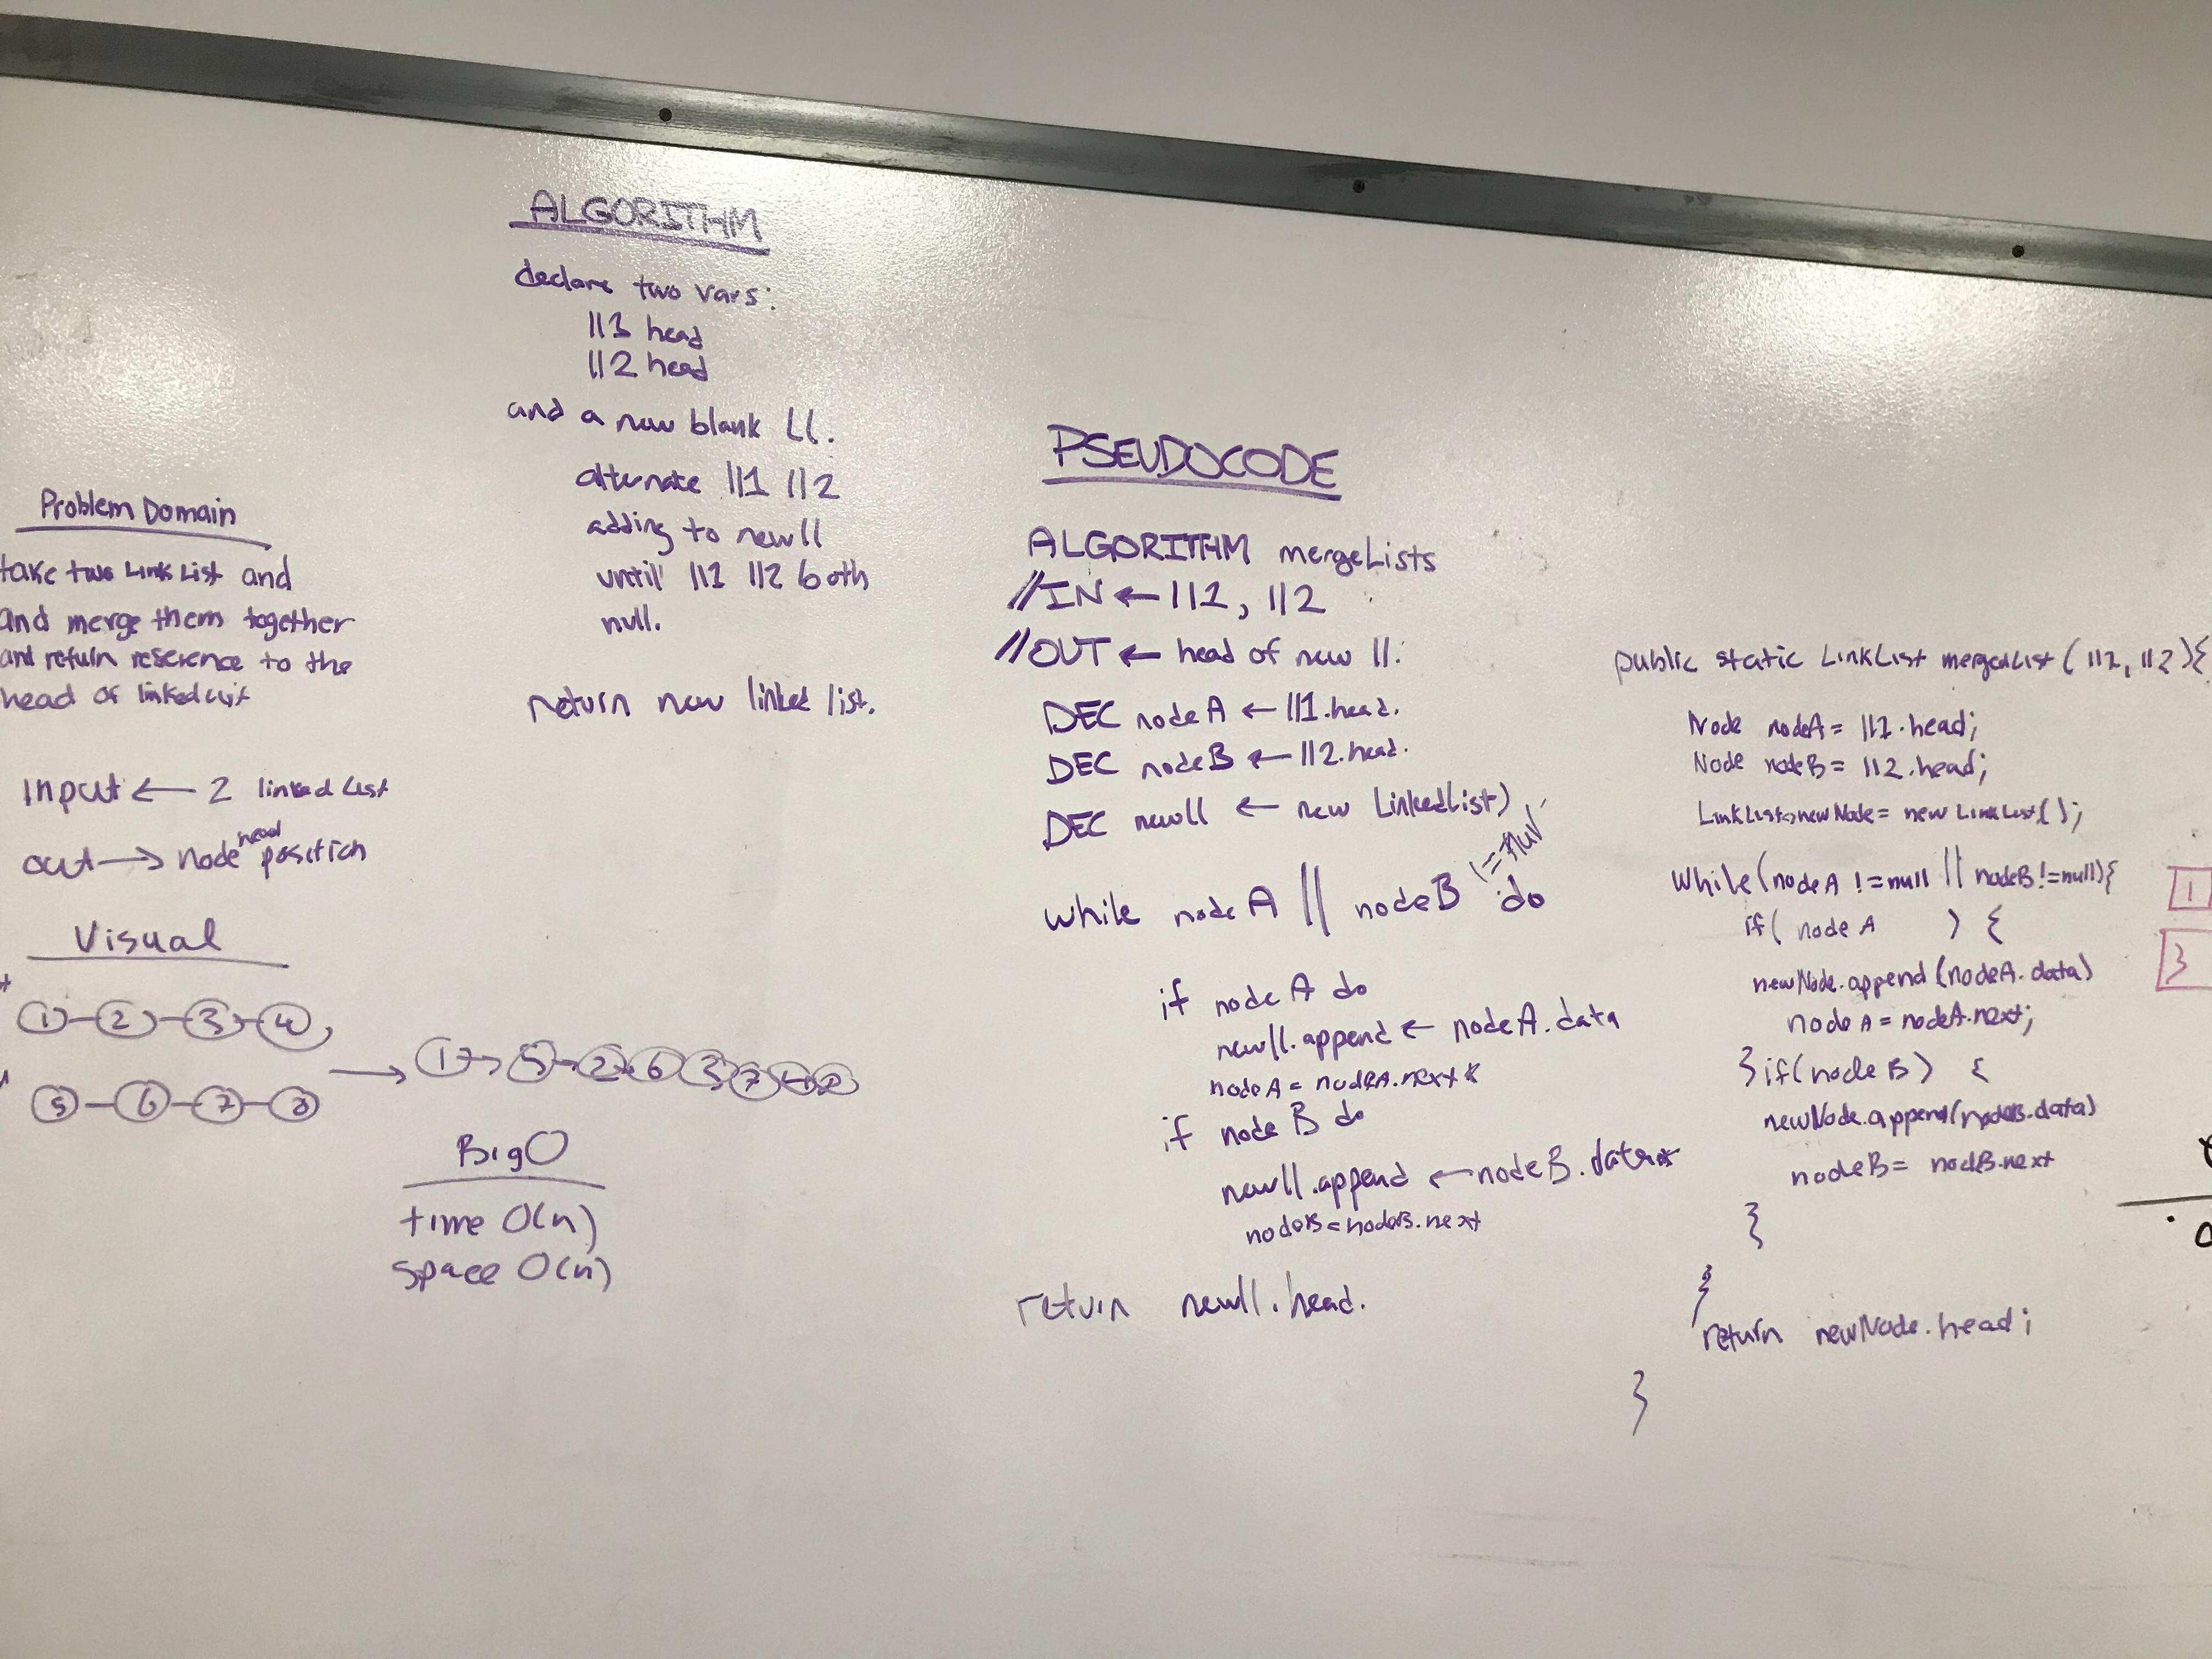 Problem Domain
take two Link List and
and merge them together
and return reference to the
head of linked list
Input ← 2 linked List
out → node head position
Visual
1 2 3 4
5 6 7 8
→ 1 → 5 2 6 3 7 4 8
Big O
time O(n)
space O(n)
ALGORITHM
declare two vars:
ll1 head
ll2 head
and a new blank LL.
alternate ll1 ll2
adding to newll
until ll1 ll2 both
null.
return new linked list.
PSEUDOCODE
ALGORITHM mergeLists
//IN ← ll1, ll2
//OUT ← head of new ll.
DEC nodeA ← ll1.head.
DEC nodeB ← ll2.head.
DEC newll ← new LinkedList)
while nodeA || nodeB != null do
if node A do
newll.append ← nodeA.data
nodeA = nodeA.next
if node B do
newll.append ← nodeB.data
nodeB = nodeB.next
return newll.head.
public static LinkList mergeList (ll1, ll2){
Node nodeA = ll1.head;
Node nodeB = ll2.head;
LinkList newNode = new LinkList();
while(nodeA != null || nodeB != null){
if( node A ) {
newNode.append (nodeA.data)
node A = nodeA.next;
} if(node B) {
newNode.append(nodeB.data)
nodeB = nodeB.next
}
}
return newNode.head;
}
1
3